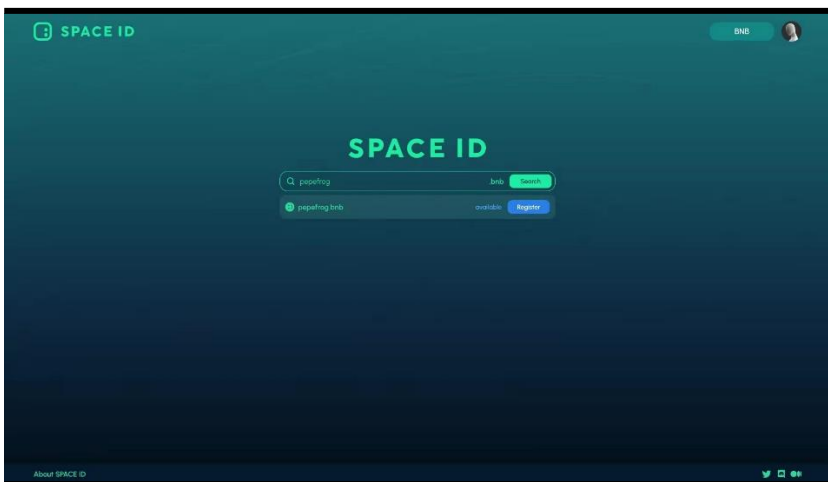 SPACE ID
BNB
SPACE ID
pepefrog .bnb Search
pepefrog.bnb available Register
About SPACE ID